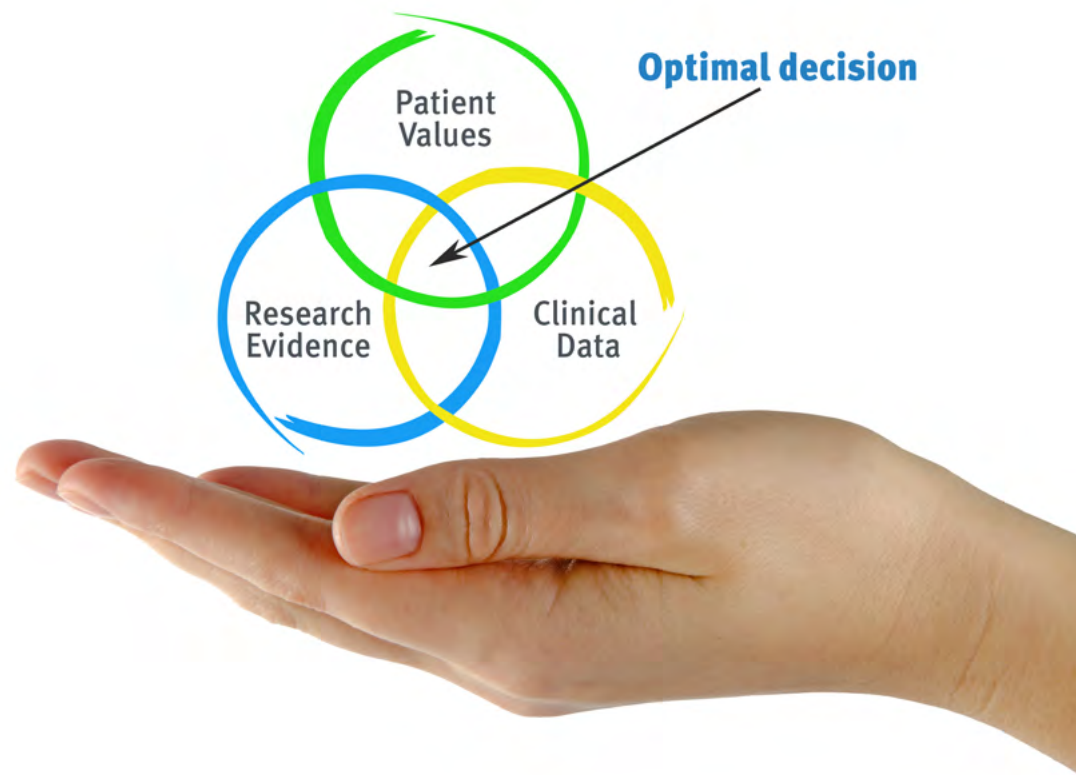 Optimal decision
Patient
Values
Research
Evidence
Clinical
Data